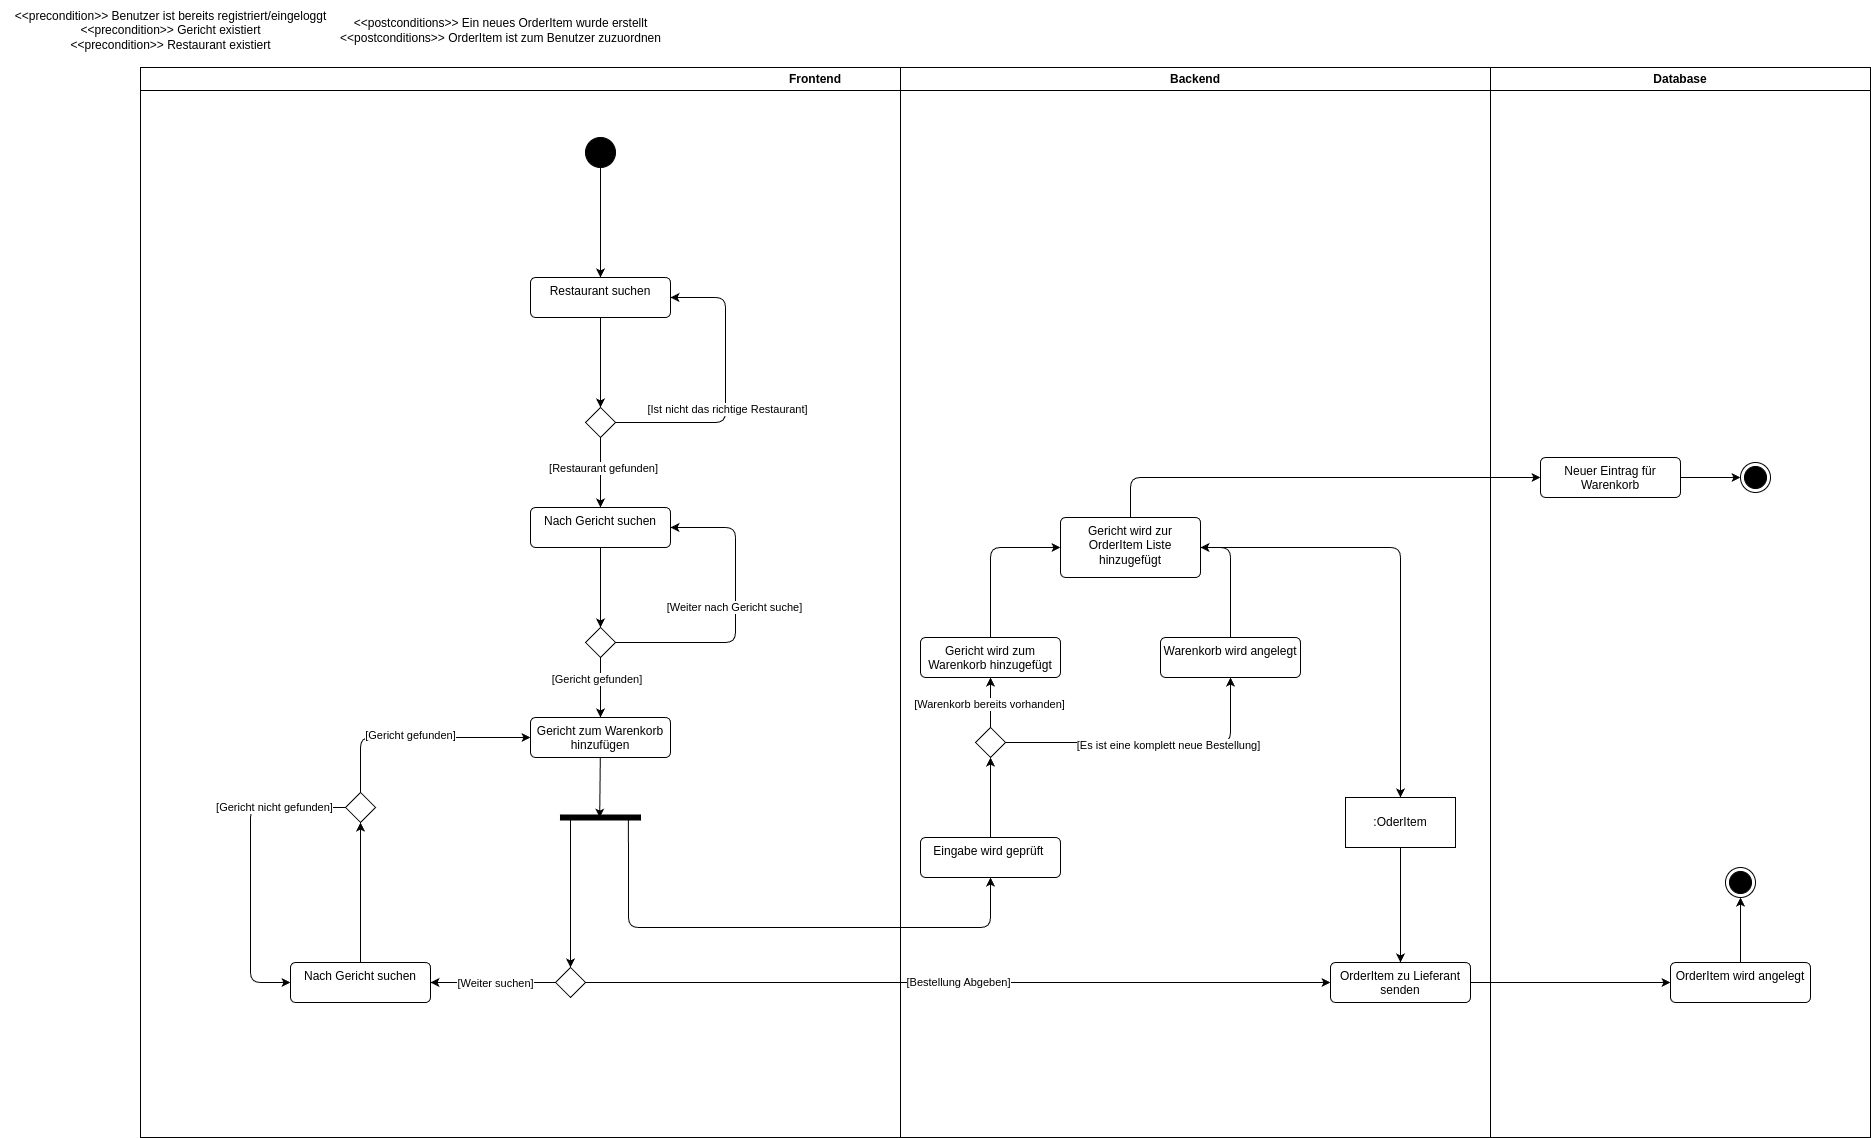 <<precondition>> Benutzer ist bereits registriert/eingeloggt
<<precondition>> Gericht existiert
<<precondition>> Restaurant existiert
<<postconditions>> Ein neues OrderItem wurde erstellt
<<postconditions>> OrderItem ist zum Benutzer zuzuordnen
Frontend
Backend
Database
Restaurant suchen
[Ist nicht das richtige Restaurant]
[Restaurant gefunden]
Nach Gericht suchen
[Weiter nach Gericht suche]
[Gericht gefunden]
Gericht zum Warenkorb
hinzufügen
[Gericht gefunden]
[Gericht nicht gefunden]
Nach Gericht suchen
[Weiter suchen]
[Bestellung Abgeben]
Neuer Eintrag für
Warenkorb
Gericht wird zur
OrderItem Liste
hinzugefügt
Gericht wird zum
Warenkorb hinzugefügt
Warenkorb wird angelegt
[Warenkorb bereits vorhanden]
[Es ist eine komplett neue Bestellung]
Eingabe wird geprüft
:OderItem
OrderItem zu Lieferant
senden
OrderItem wird angelegt